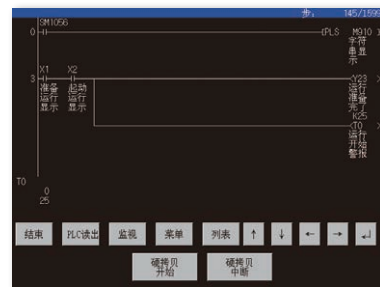 步: 145/1599
SM1056
0 PLS M910
字符
串显
示
X1 X2
3 Y23
准备 起动 运行
运行 运行 准备
显示 显示 完了
K25
T0
运行
开始
警报
T0
0
25
结束 PLC读出 监视 菜单 列表 ↑ ↓ ← → ↲
硬拷贝 硬拷贝
开始 中断